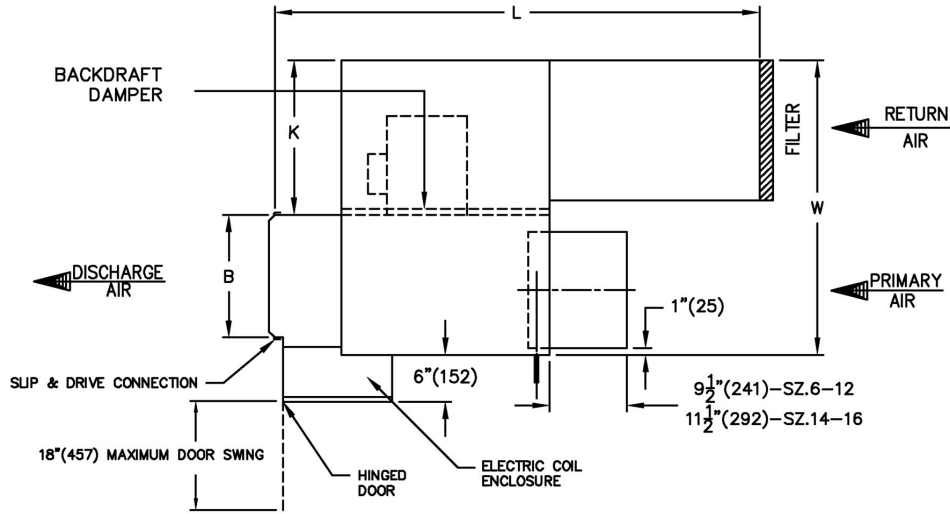 L
BACKDRAFT
DAMPER
K
FILTER
RETURN
AIR
W
B
DISCHARGE
AIR
PRIMARY
AIR
1"(25)
6"(152)
SLIP & DRIVE CONNECTION
9½"(241)-SZ.6-12
11½"(292)-SZ.14-16
18"(457) MAXIMUM DOOR SWING
HINGED
DOOR
ELECTRIC COIL
ENCLOSURE